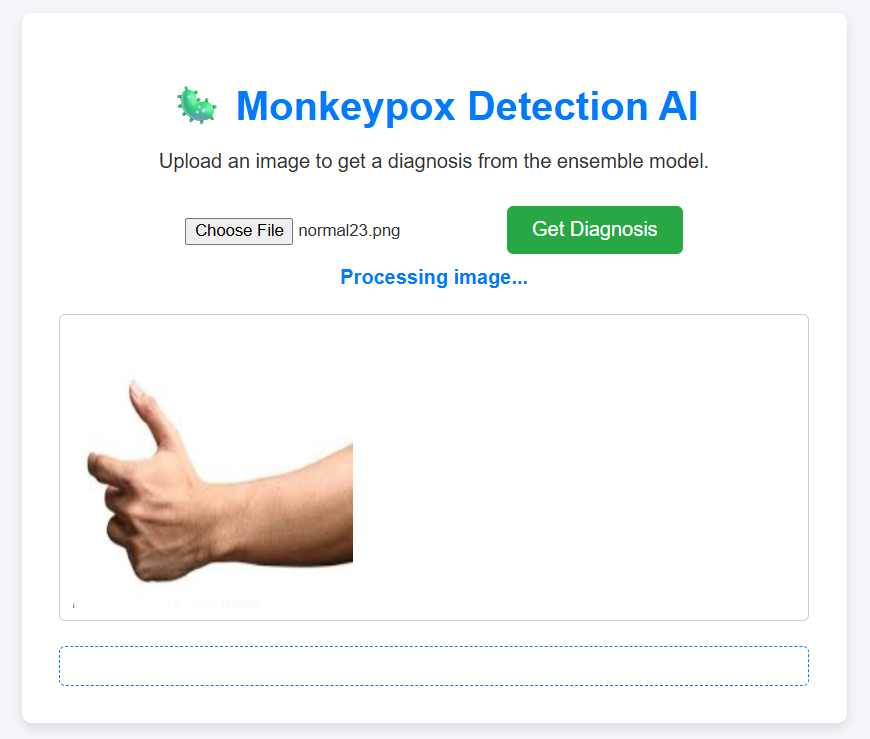 Monkeypox Detection AI
Upload an image to get a diagnosis from the ensemble model.
Choose File normal23.png
Get Diagnosis
Processing image...